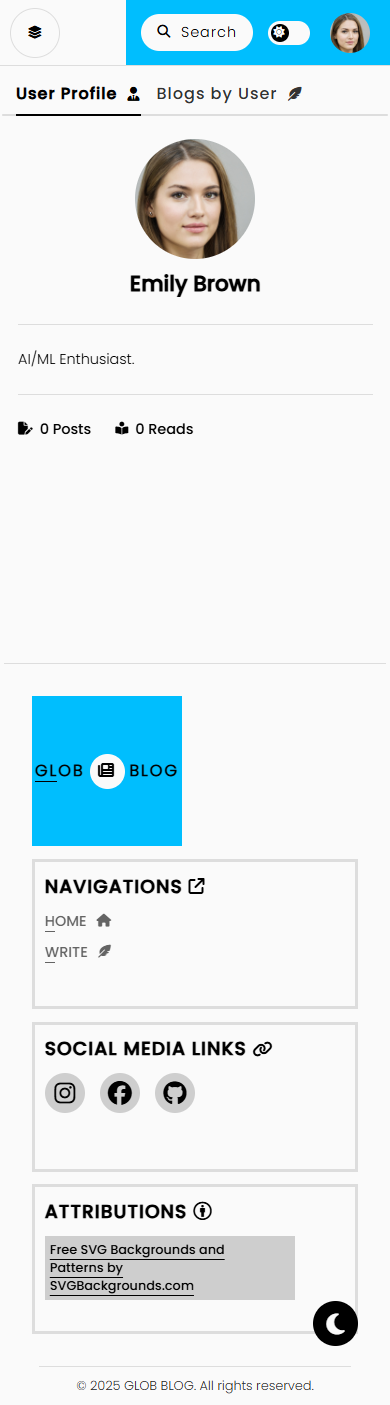 Search
User Profile Blogs by User
Emily Brown
AI/ML Enthusiast.
0 Posts 0 Reads
GLOB BLOG
NAVIGATIONS
HOME
WRITE
SOCIAL MEDIA LINKS
ATTRIBUTIONS
Free SVG Backgrounds and
Patterns by
SVGBackgrounds.com
© 2025 GLOB BLOG. All rights reserved.